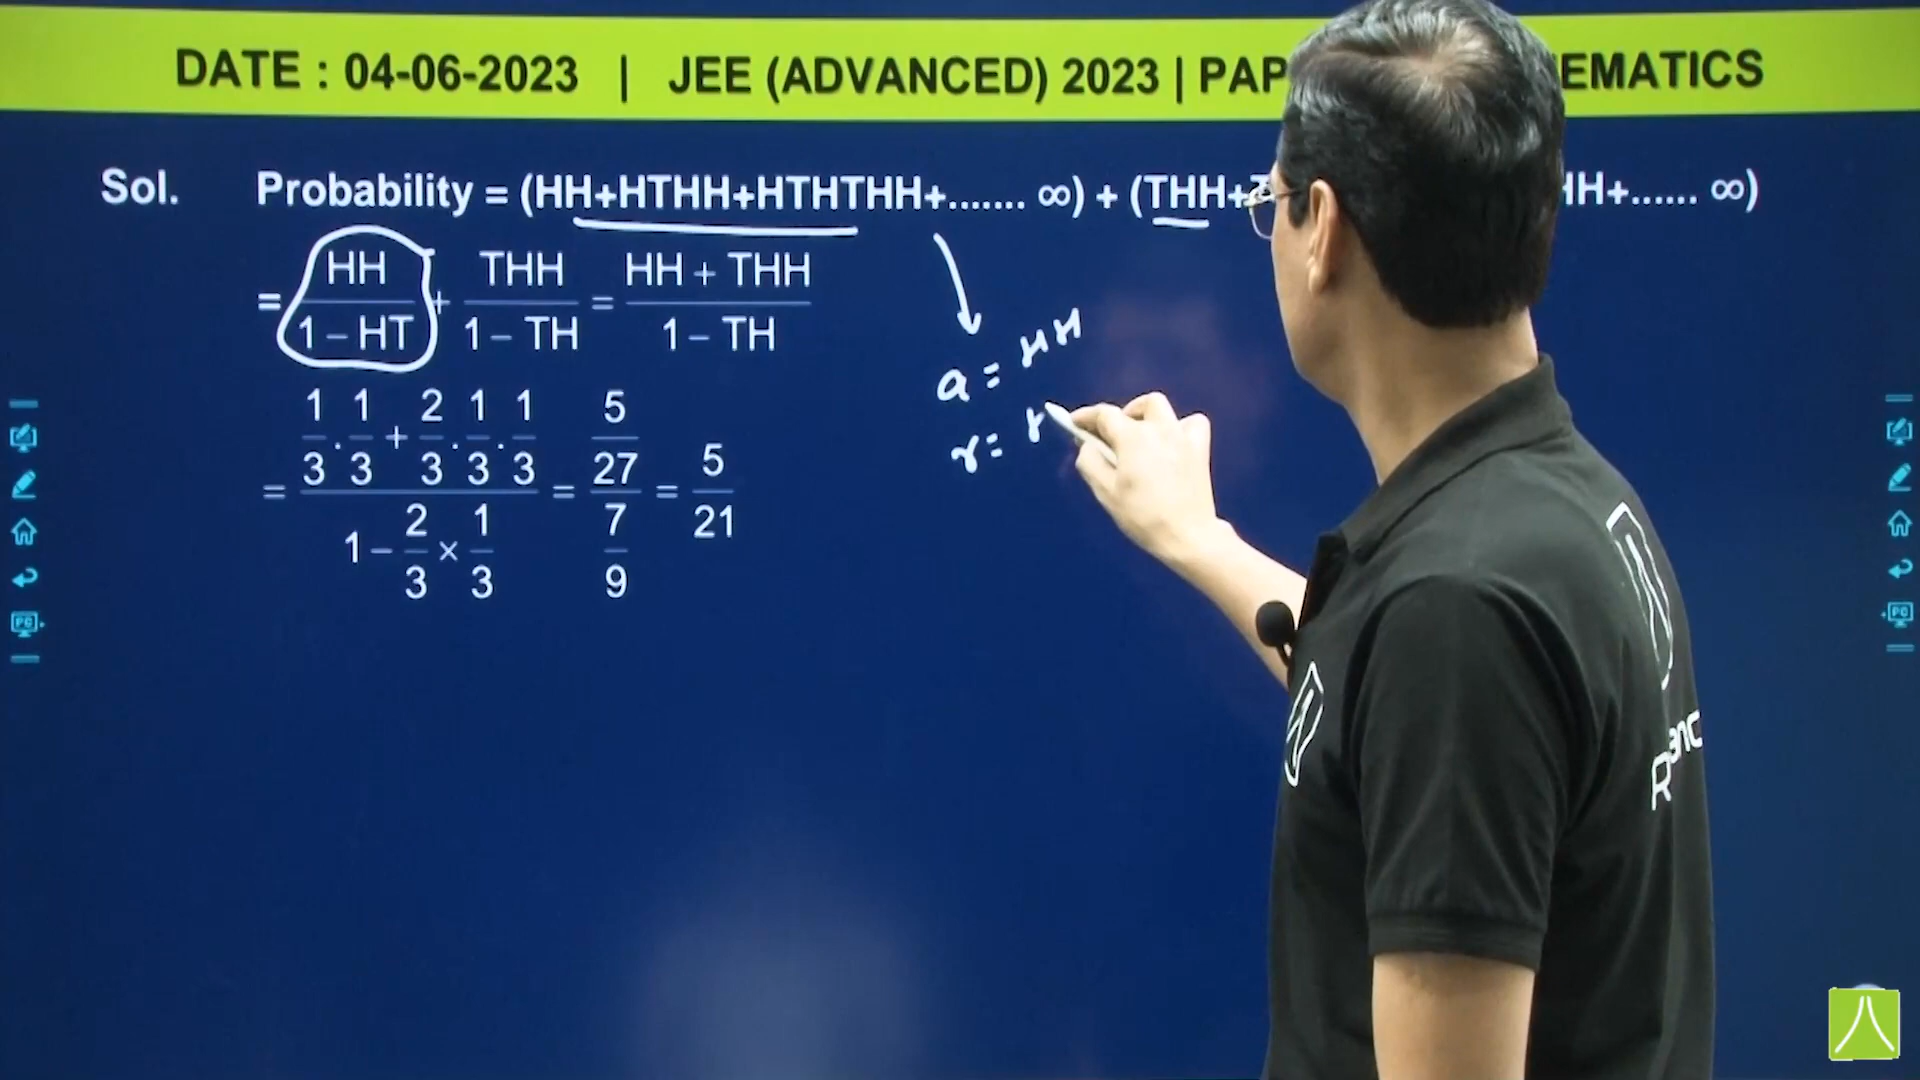 DATE : 04-06-2023 | JEE (ADVANCED) 2023 | PAP EMATICS
Sol. Probability = (HH+HTHH+HTHTHH+....... ∞) + (THH+ HH+...... ∞)
= HH / 1 – HT + THH / 1 – TH = HH + THH / 1 – TH
a = HH
r =
= 1/3 . 1/3 + 2/3 . 1/3 . 1/3 / 1 – 2/3 × 1/3 = 5/27 / 7/9 = 5/21
PC
PC